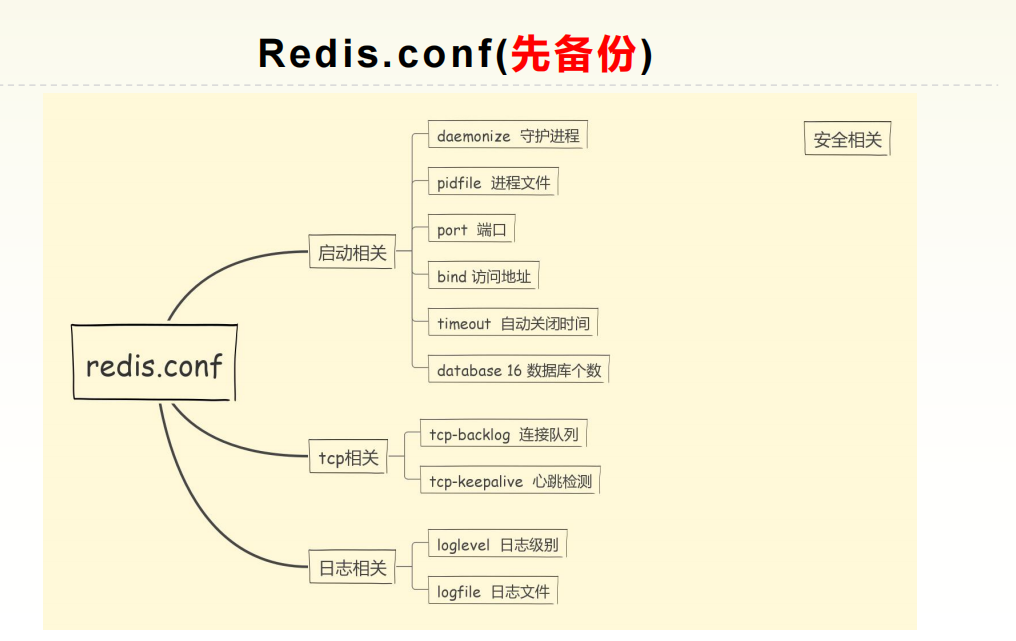 Redis.conf(先备份)
安全相关
redis.conf
启动相关
daemonize 守护进程
pidfile 进程文件
port 端口
bind 访问地址
timeout 自动关闭时间
database 16 数据库个数
tcp相关
tcp-backlog 连接队列
tcp-keepalive 心跳检测
日志相关
loglevel 日志级别
logfile 日志文件